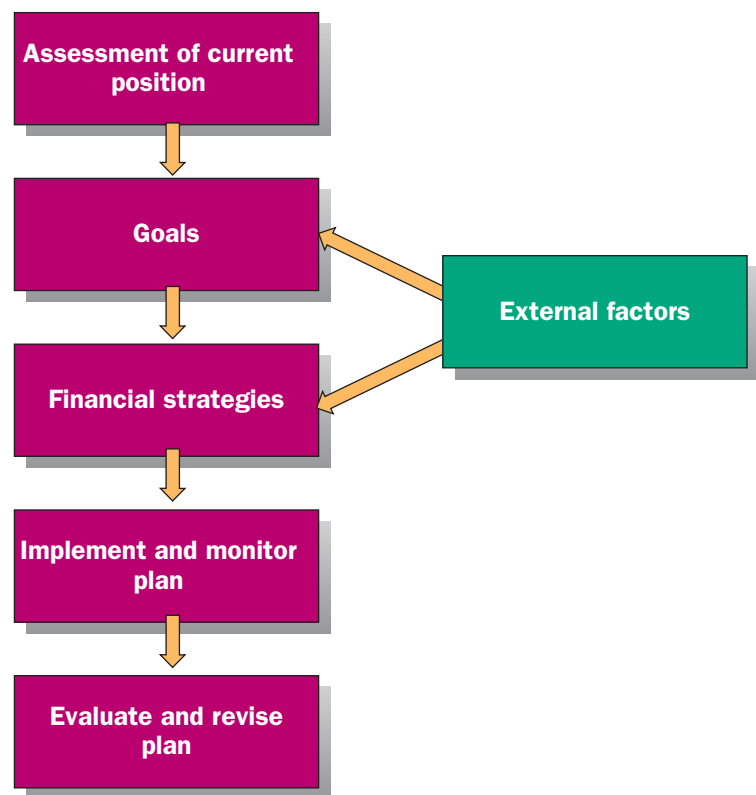 Assessment of current
position
Goals
External factors
Financial strategies
Implement and monitor
plan
Evaluate and revise
plan